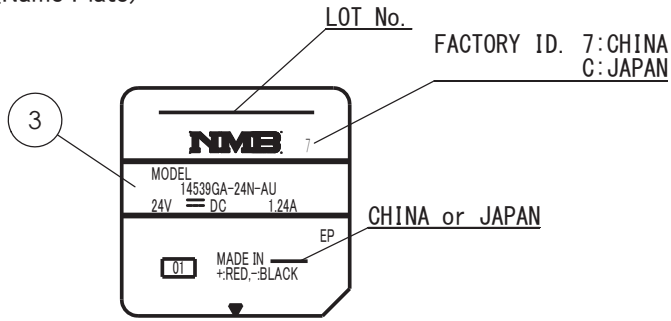 (Name Plate)
LOT No.
FACTORY ID. 7:CHINA
C:JAPAN
3
NMB 7
MODEL
14539GA-24N-AU
24V DC 1.24A
CHINA or JAPAN
EP
01
MADE IN
+:RED,-:BLACK